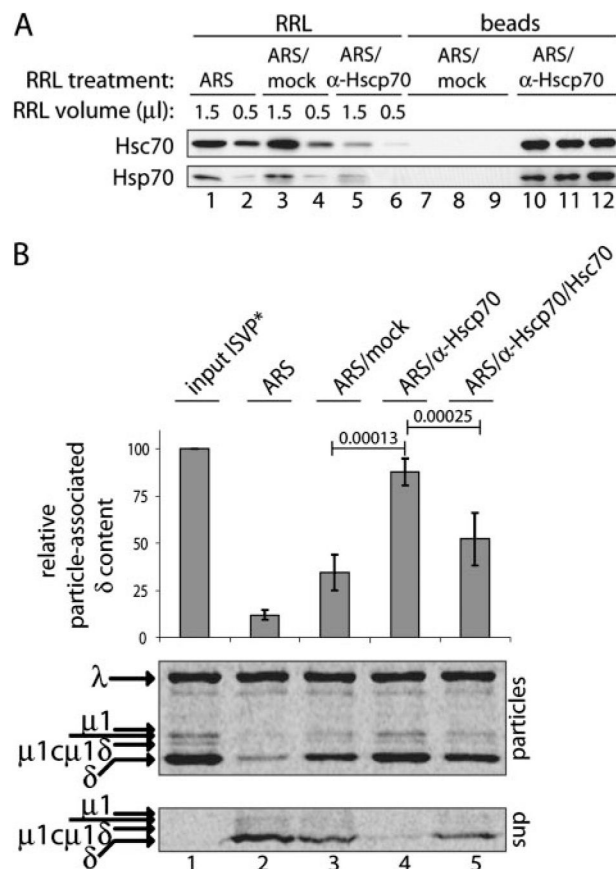 A
RRL beads
ARS/ ARS/ ARS/ ARS/
RRL treatment: ARS mock α-Hscp70 mock α-Hscp70
RRL volume (μl): 1.5 0.5 1.5 0.5 1.5 0.5
Hsc70
Hsp70
1 2 3 4 5 6 7 8 9 10 11 12
B
input ISVP*
ARS
ARS/mock
ARS/α-Hscp70
ARS/α-Hscp70/Hsc70
0.00013
0.00025
relative
particle-associated
δ content
100
75
50
25
0
λ
μ1
μ1cμ1δ
δ
particles
μ1
μ1cμ1δ
δ
sup
1 2 3 4 5